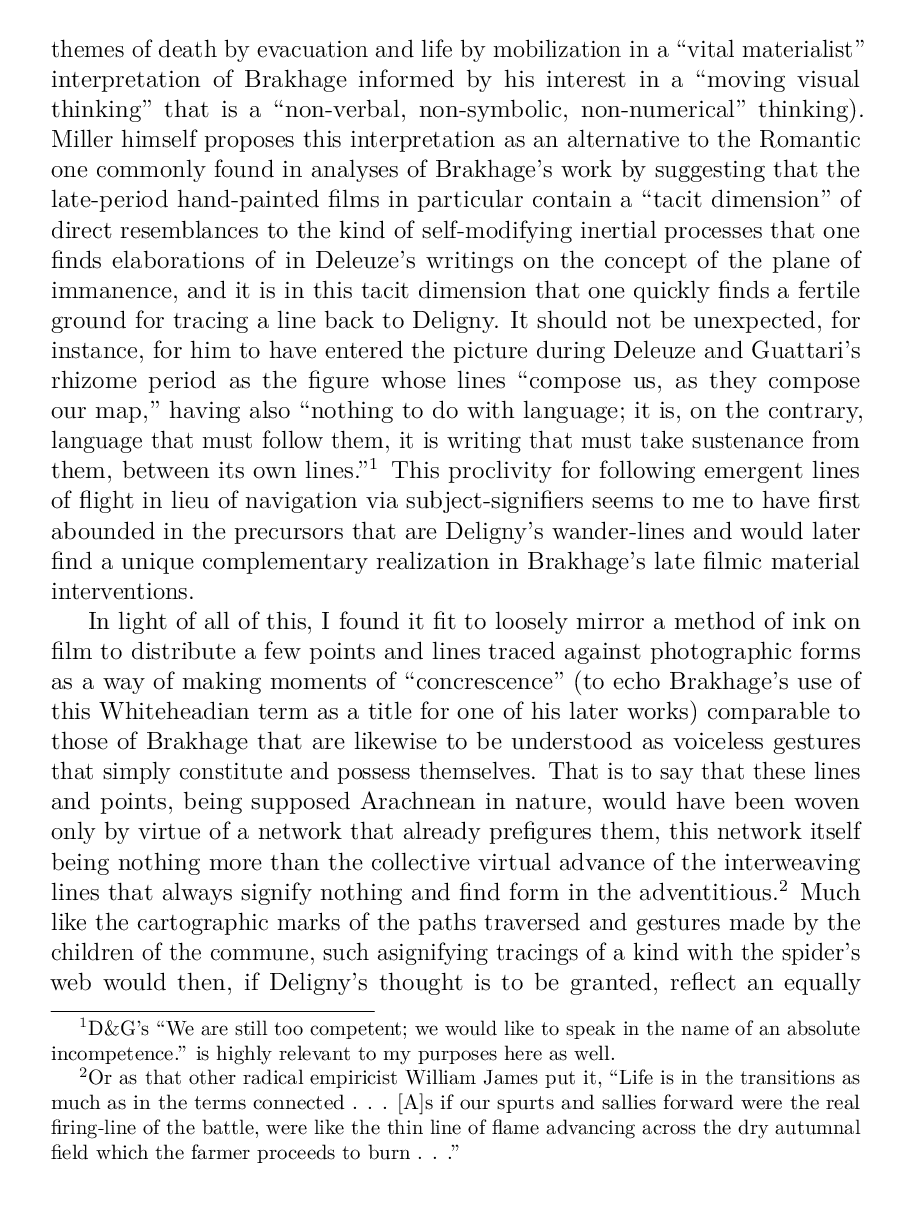 themes of death by evacuation and life by mobilization in a “vital materialist”
interpretation of Brakhage informed by his interest in a “moving visual
thinking” that is a “non-verbal, non-symbolic, non-numerical” thinking).
Miller himself proposes this interpretation as an alternative to the Romantic
one commonly found in analyses of Brakhage’s work by suggesting that the
late-period hand-painted films in particular contain a “tacit dimension” of
direct resemblances to the kind of self-modifying inertial processes that one
finds elaborations of in Deleuze’s writings on the concept of the plane of
immanence, and it is in this tacit dimension that one quickly finds a fertile
ground for tracing a line back to Deligny. It should not be unexpected, for
instance, for him to have entered the picture during Deleuze and Guattari’s
rhizome period as the figure whose lines “compose us, as they compose
our map,” having also “nothing to do with language; it is, on the contrary,
language that must follow them, it is writing that must take sustenance from
them, between its own lines.”1 This proclivity for following emergent lines
of flight in lieu of navigation via subject-signifiers seems to me to have first
abounded in the precursors that are Deligny’s wander-lines and would later
find a unique complementary realization in Brakhage’s late filmic material
interventions.
In light of all of this, I found it fit to loosely mirror a method of ink on
film to distribute a few points and lines traced against photographic forms
as a way of making moments of “concrescence” (to echo Brakhage’s use of
this Whiteheadian term as a title for one of his later works) comparable to
those of Brakhage that are likewise to be understood as voiceless gestures
that simply constitute and possess themselves. That is to say that these lines
and points, being supposed Arachnean in nature, would have been woven
only by virtue of a network that already prefigures them, this network itself
being nothing more than the collective virtual advance of the interweaving
lines that always signify nothing and find form in the adventitious.2 Much
like the cartographic marks of the paths traversed and gestures made by the
children of the commune, such asignifying tracings of a kind with the spider’s
web would then, if Deligny’s thought is to be granted, reflect an equally
1D&G’s “We are still too competent; we would like to speak in the name of an absolute
incompetence.” is highly relevant to my purposes here as well.
2Or as that other radical empiricist William James put it, “Life is in the transitions as
much as in the terms connected . . . [A]s if our spurts and sallies forward were the real
firing-line of the battle, were like the thin line of flame advancing across the dry autumnal
field which the farmer proceeds to burn . . .”